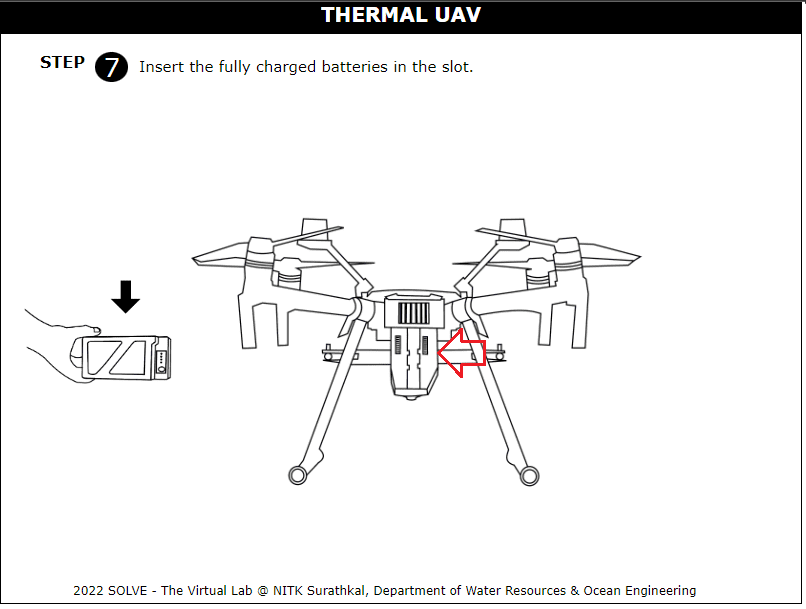 THERMAL UAV
STEP 7 Insert the fully charged batteries in the slot.
2022 SOLVE - The Virtual Lab @ NITK Surathkal, Department of Water Resources & Ocean Engineering